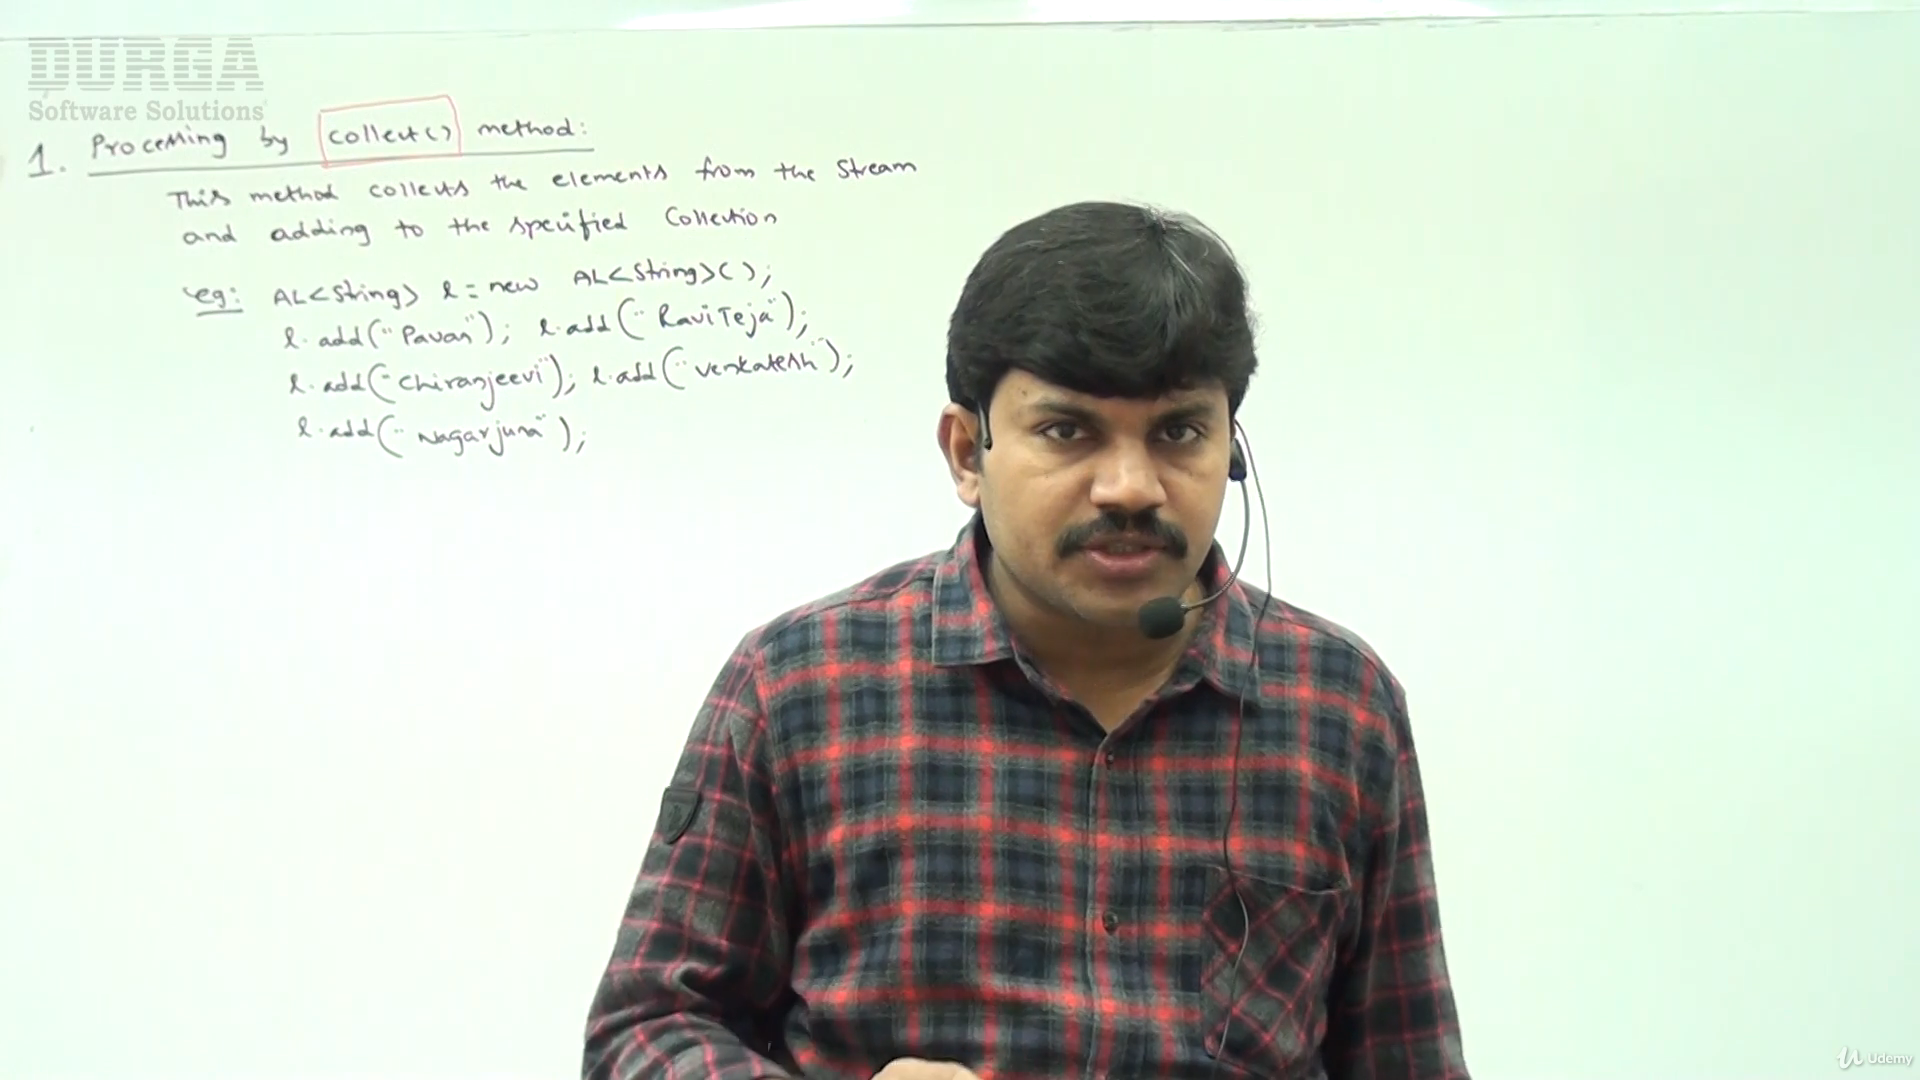 DURGA
Software Solutions
1. Processing by collect() method:
This method collects the elements from the Stream
and adding to the specified Collection
eg: AL<String> l = new AL<String>();
l.add("Pavan"); l.add("RaviTeja");
l.add("Chiranjeevi"); l.add("Venkatesh");
l.add("Nagarjuna");
Udemy